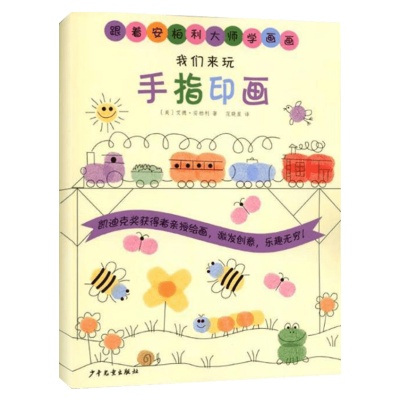 跟着安柏利大师学画画
我们来玩
手指印画
（美）艾德·安柏利 著
凯迪克奖获得者亲授绘画，激发创意，乐趣无穷！
少年儿童出版社